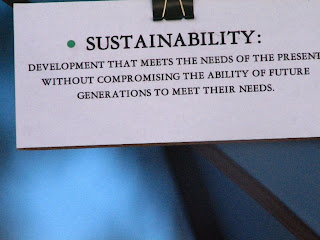 • SUSTAINABILITY:
DEVELOPMENT THAT MEETS THE NEEDS OF THE PRESENT
WITHOUT COMPROMISING THE ABILITY OF FUTURE
GENERATIONS TO MEET THEIR NEEDS.